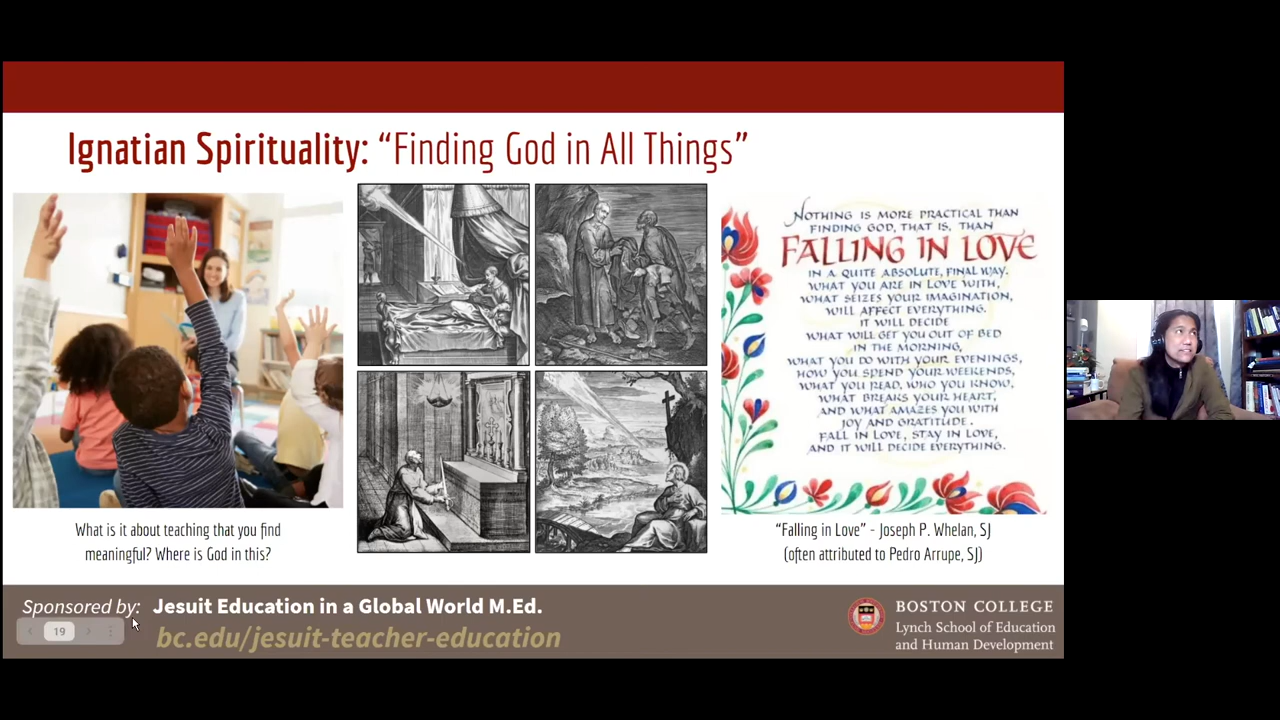 Ignatian Spirituality: “Finding God in All Things”
NOTHING IS MORE PRACTICAL THAN
FINDING GOD, THAT IS, THAN
FALLING IN LOVE
IN A QUITE ABSOLUTE, FINAL WAY.
WHAT YOU ARE IN LOVE WITH,
WHAT SEIZES YOUR IMAGINATION,
WILL AFFECT EVERYTHING.
IT WILL DECIDE
WHAT WILL GET YOU OUT OF BED
IN THE MORNING,
WHAT YOU DO WITH YOUR EVENINGS,
HOW YOU SPEND YOUR WEEKENDS,
WHAT YOU READ, WHO YOU KNOW,
WHAT BREAKS YOUR HEART,
AND WHAT AMAZES YOU WITH
JOY AND GRATITUDE.
FALL IN LOVE, STAY IN LOVE,
AND IT WILL DECIDE EVERYTHING.
What is it about teaching that you find
meaningful? Where is God in this?
“Falling in Love” - Joseph P. Whelan, SJ
(often attributed to Pedro Arrupe, SJ)
Sponsored by: Jesuit Education in a Global World M.Ed.
19
bc.edu/jesuit-teacher-education
BOSTON COLLEGE
Lynch School of Education
and Human Development